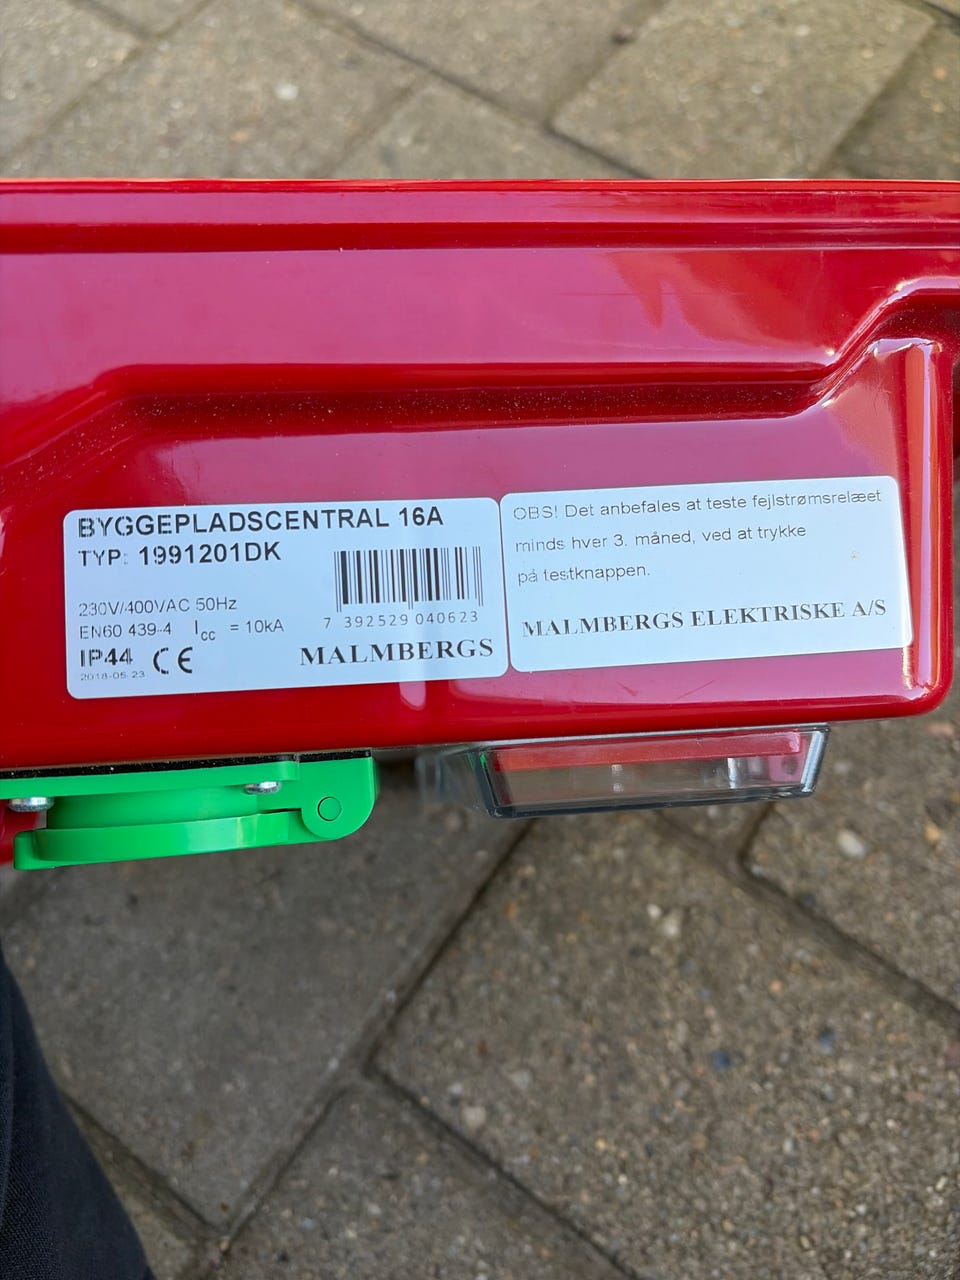 BYGGEPLADSCENTRAL 16A
TYP: 1991201DK
230V/400VAC 50Hz
EN60 439-4 Icc = 10kA
7 392529 040623
IP44 CE
MALMBERGS
2018-05-23
OBS! Det anbefales at teste fejlstrømsrelæet
minds hver 3. måned, ved at trykke
på testknappen.
MALMBERGS ELEKTRISKE A/S